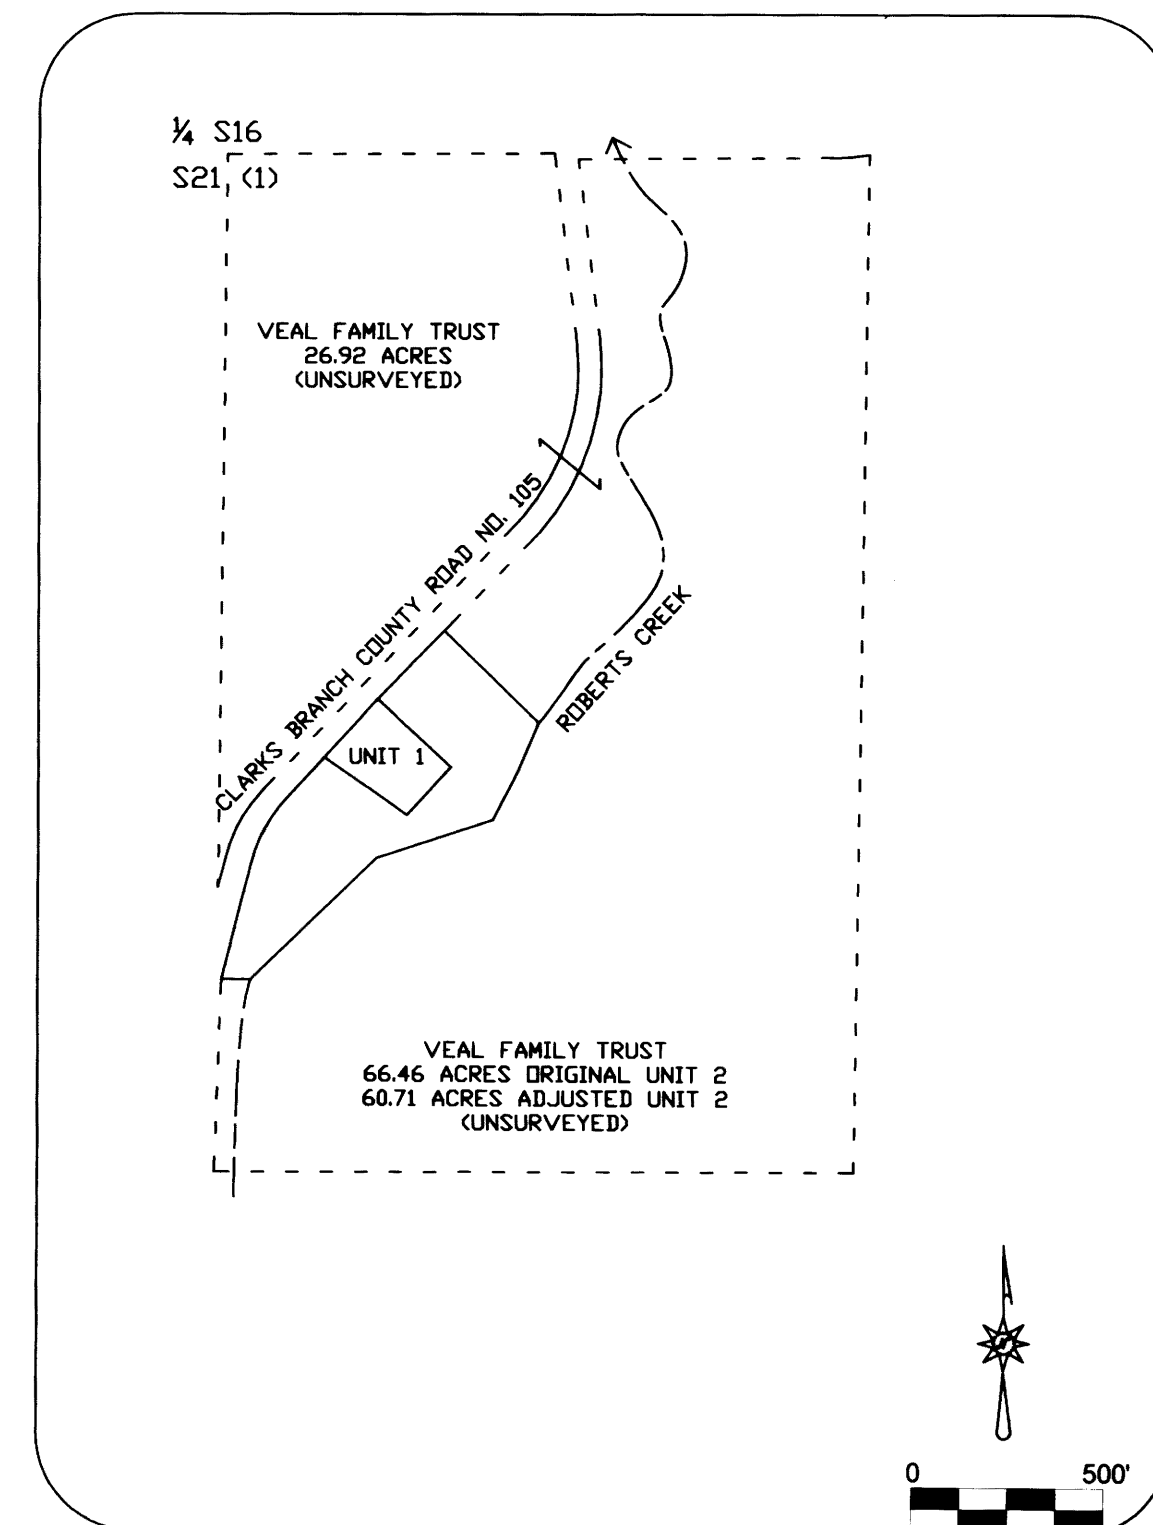 ¼ S16
S21 (1)
VEAL FAMILY TRUST
26.92 ACRES
(UNSURVEYED)
CLARKS BRANCH COUNTY ROAD NO. 105
ROBERTS CREEK
UNIT 1
VEAL FAMILY TRUST
66.46 ACRES ORIGINAL UNIT 2
60.71 ACRES ADJUSTED UNIT 2
(UNSURVEYED)
0 500'